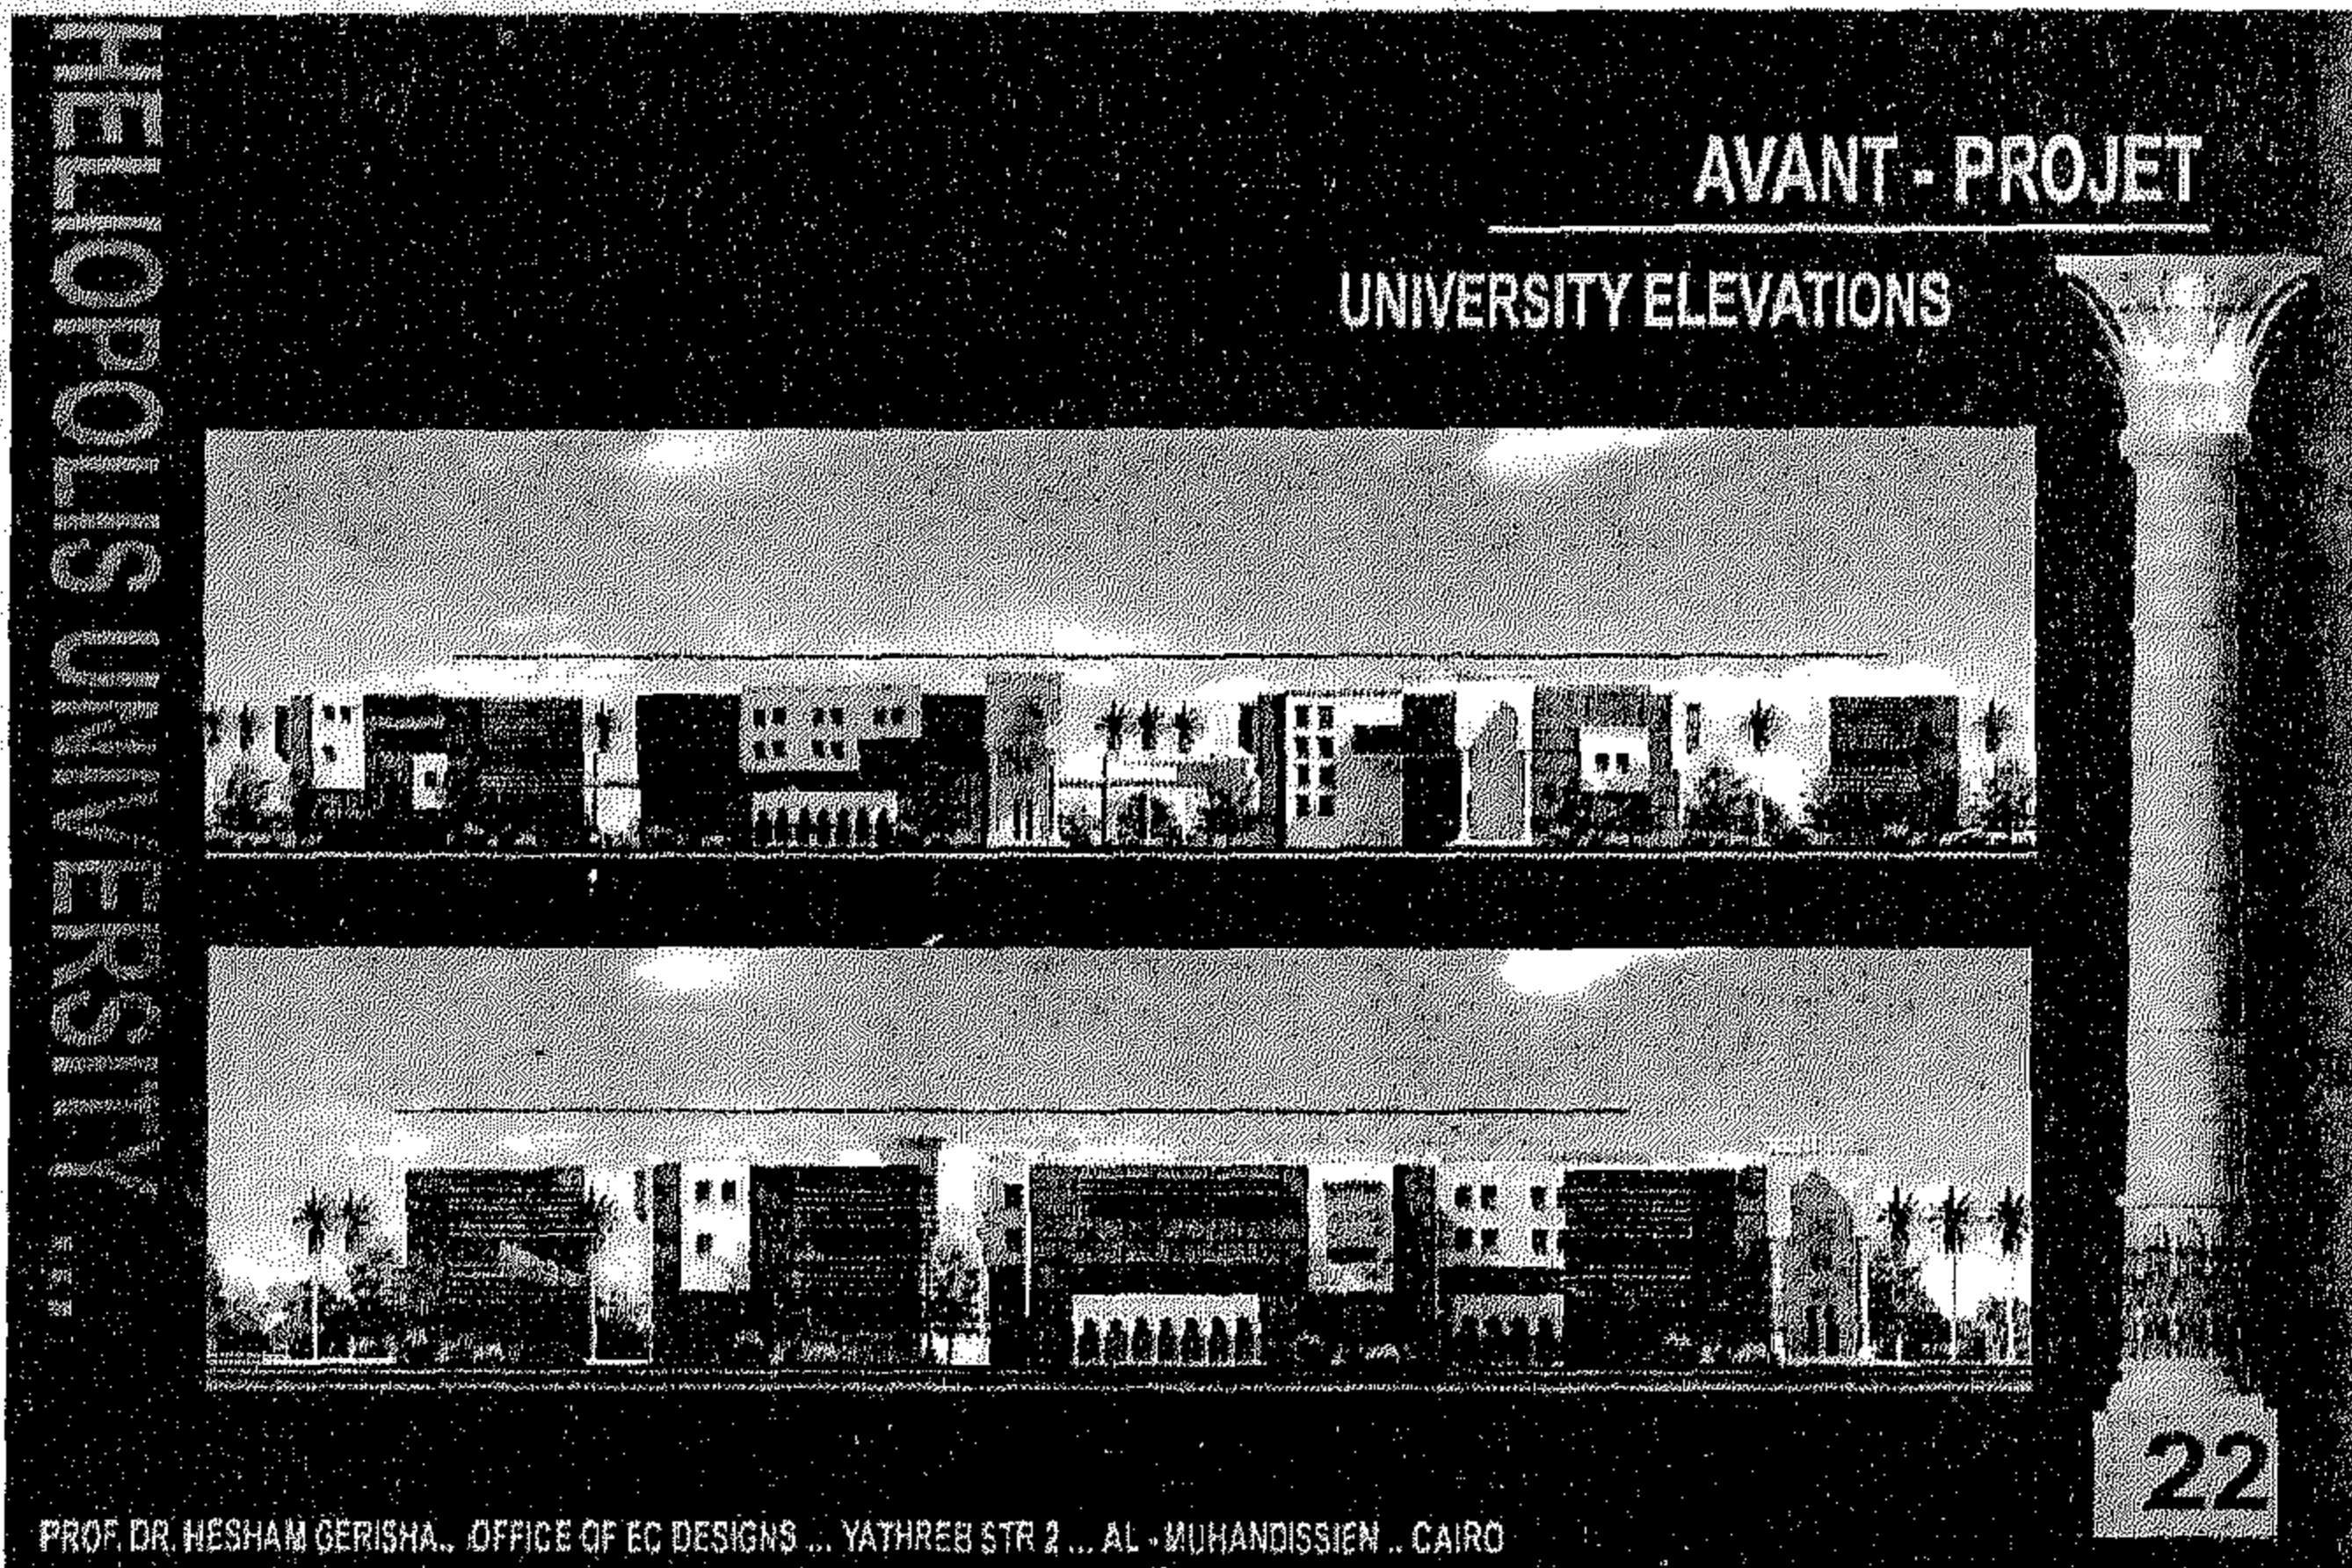 HELIOPOLIS UNIVERSITY ...
AVANT - PROJET
UNIVERSITY ELEVATIONS
22
PROF. DR. HESHAM GERISHA.. OFFICE OF EC DESIGNS ... YATHREB STR 2 ... AL - MUHANDISSIEN .. CAIRO